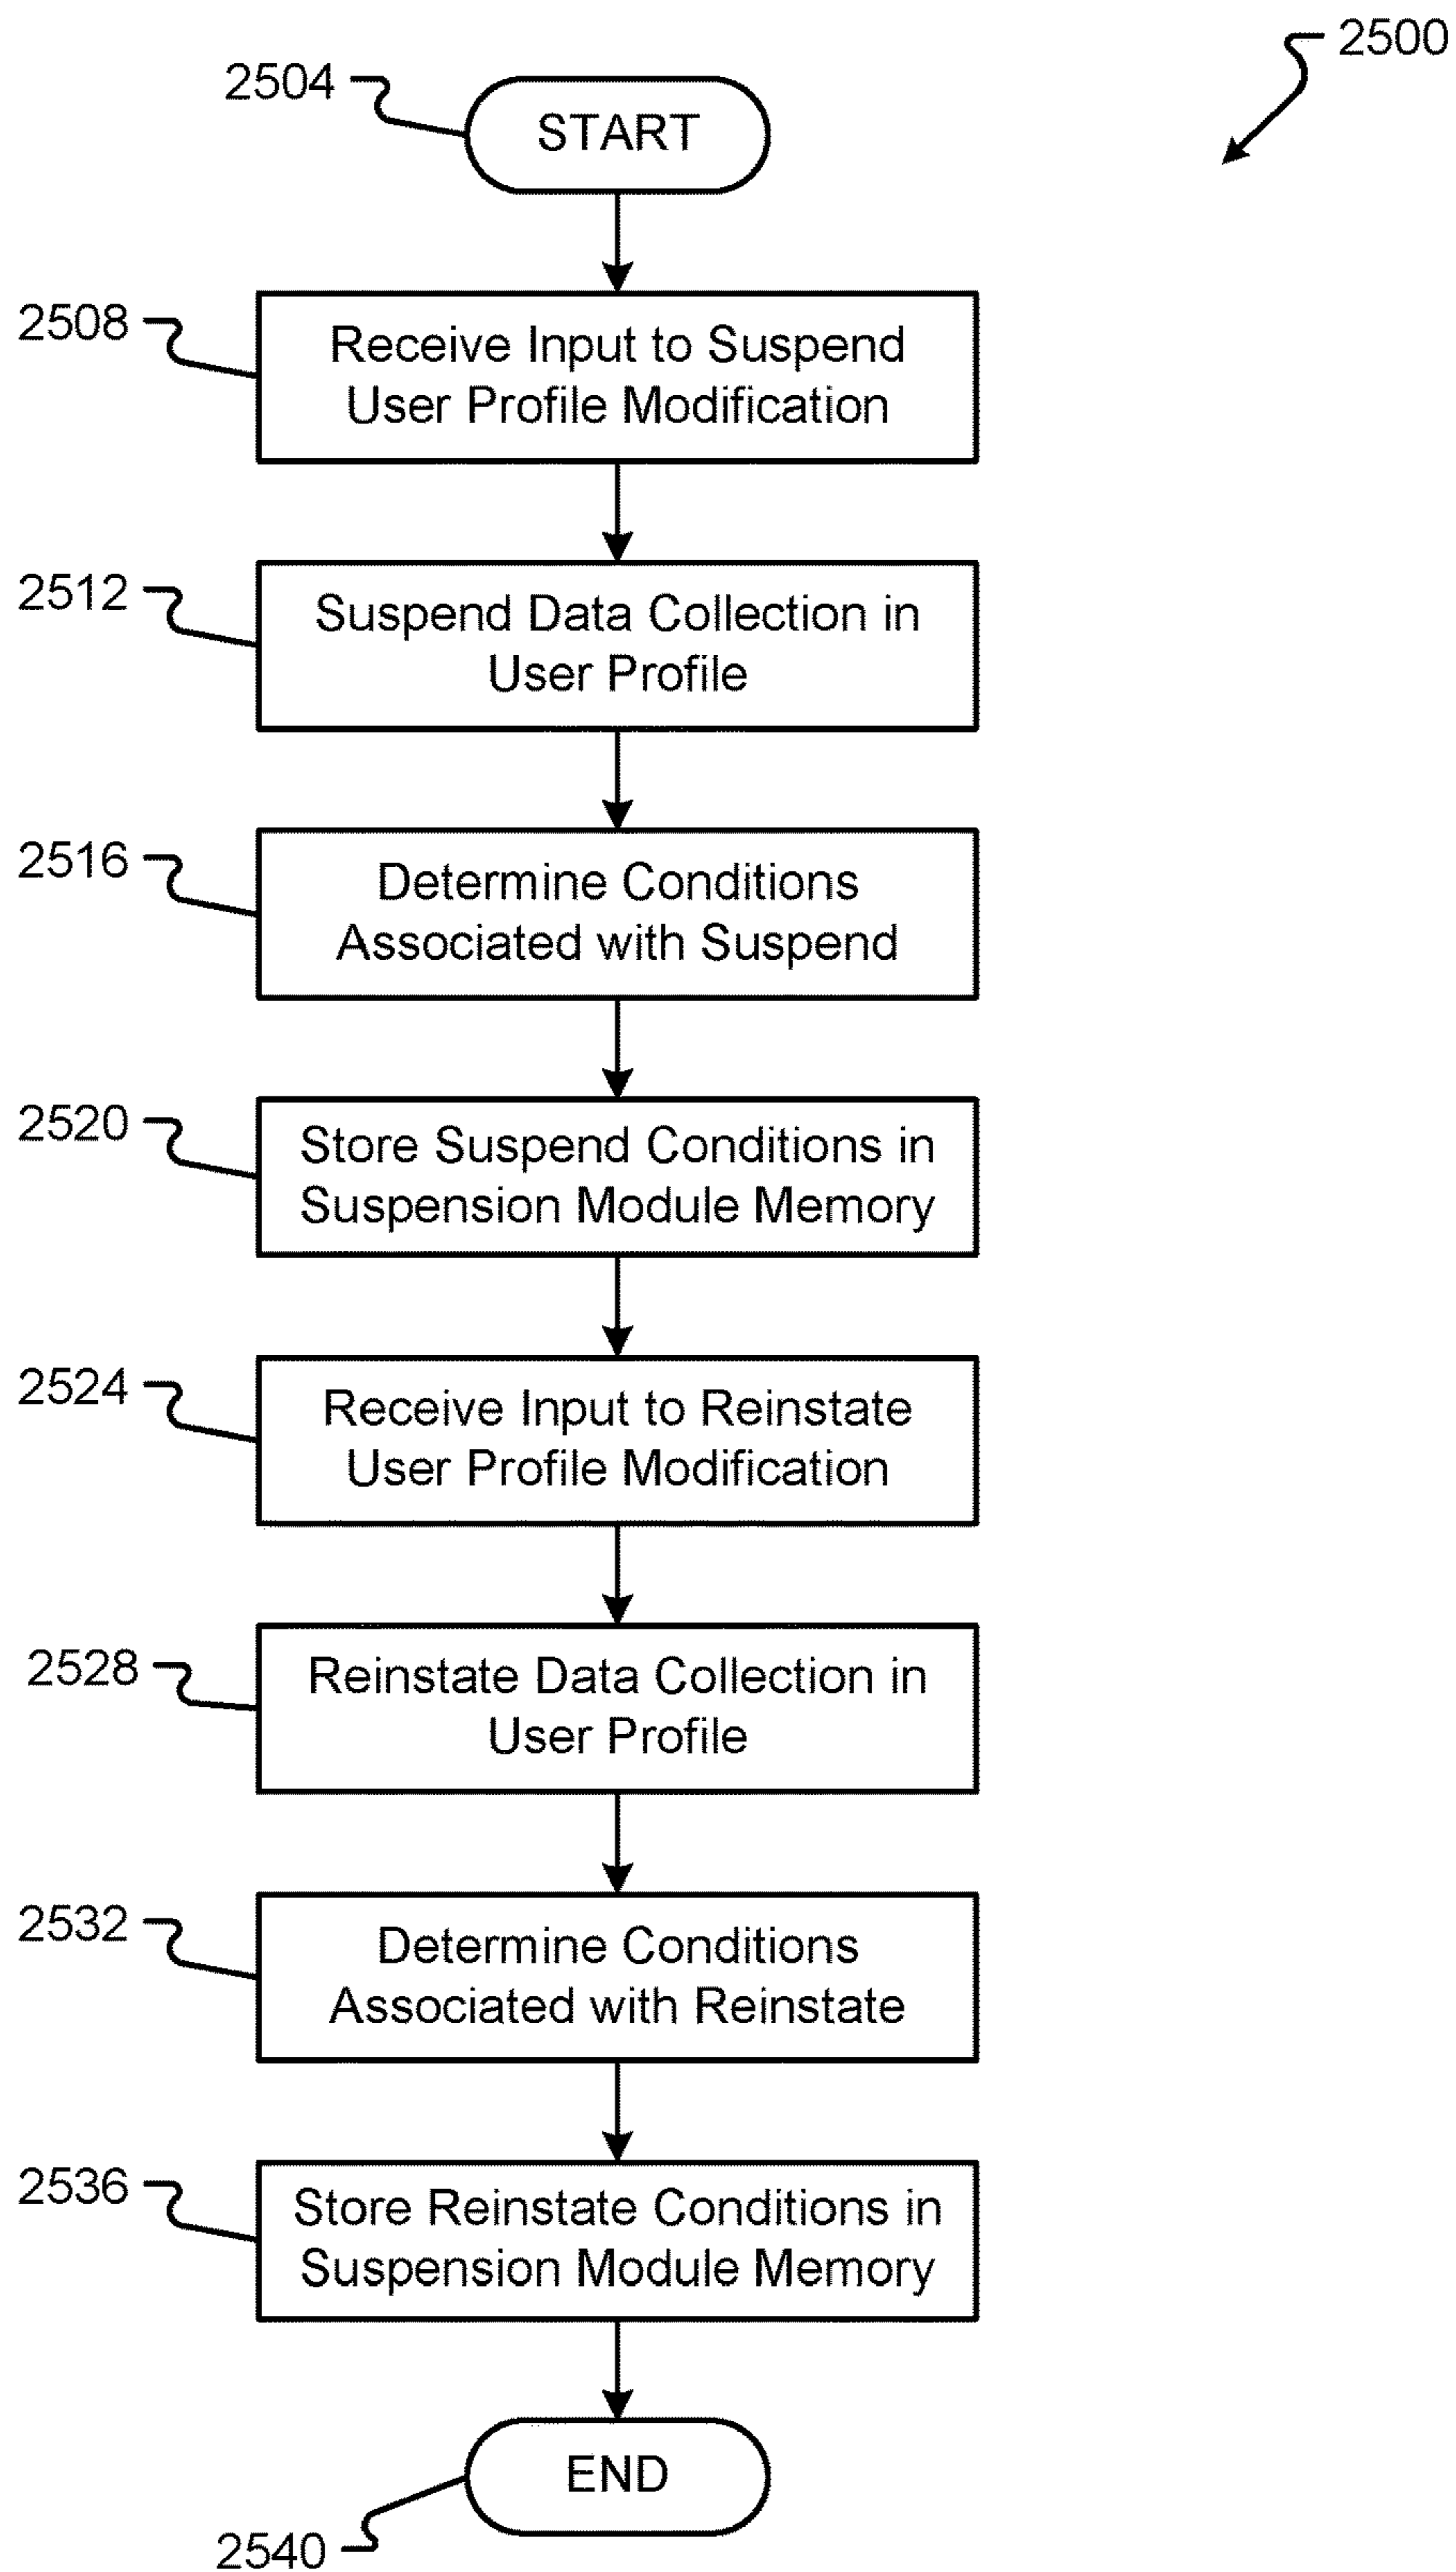 2500
2504
START
2508
Receive Input to Suspend
User Profile Modification
2512
Suspend Data Collection in
User Profile
2516
Determine Conditions
Associated with Suspend
2520
Store Suspend Conditions in
Suspension Module Memory
2524
Receive Input to Reinstate
User Profile Modification
2528
Reinstate Data Collection in
User Profile
2532
Determine Conditions
Associated with Reinstate
2536
Store Reinstate Conditions in
Suspension Module Memory
END
2540